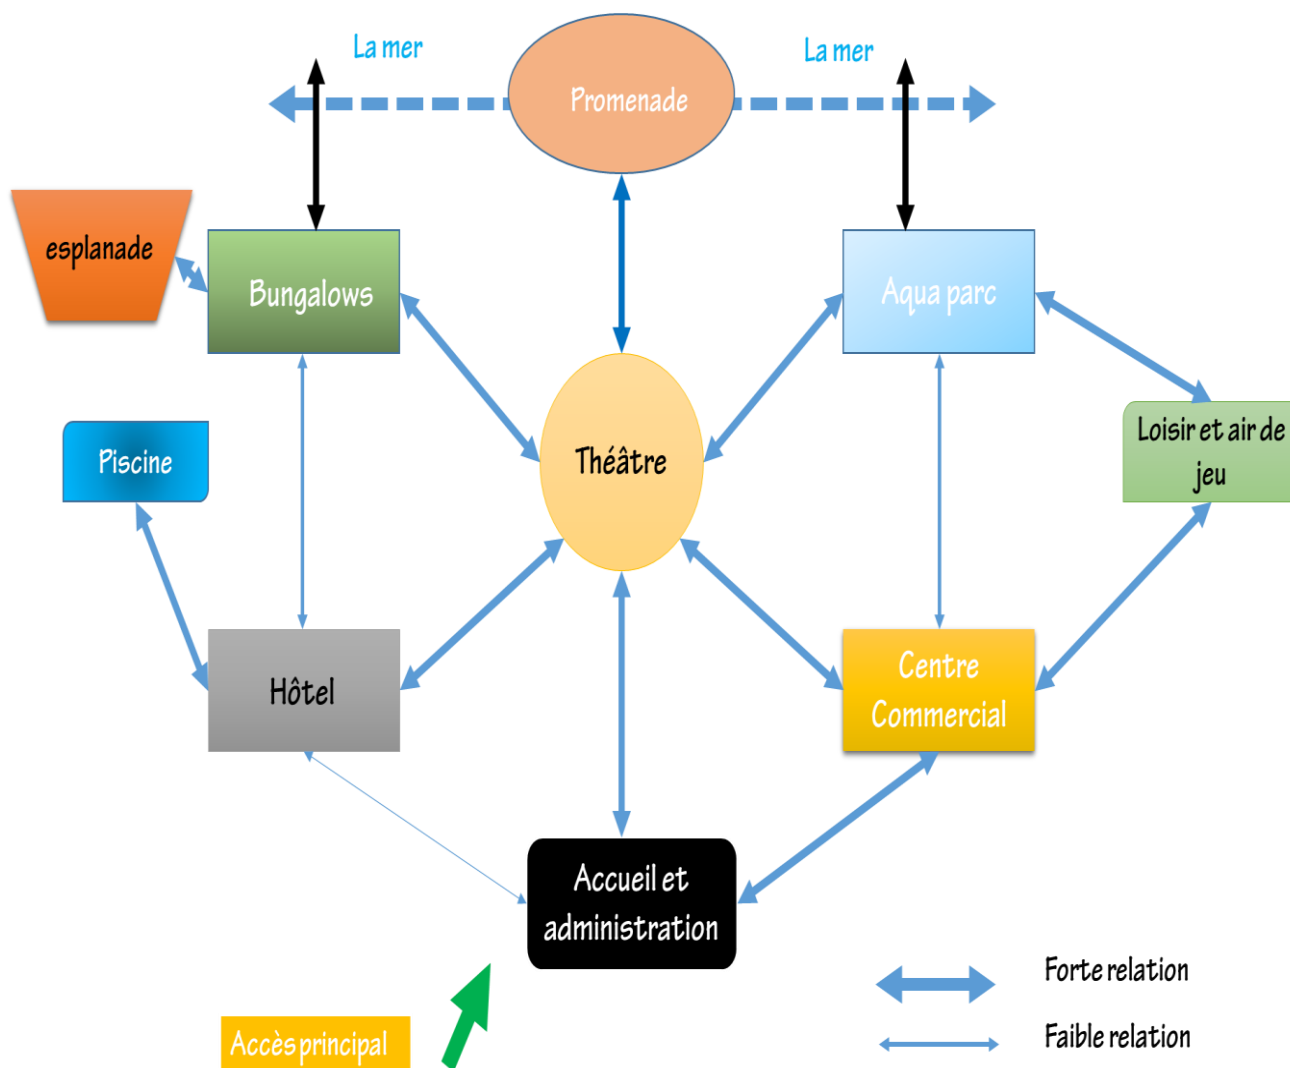 La mer
La mer
Promenade
esplanade
Bungalows
Aqua parc
Théâtre
Piscine
Loisir et air de
jeu
Hôtel
Centre
Commercial
Accueil et
administration
Forte relation
Faible relation
Accès principal